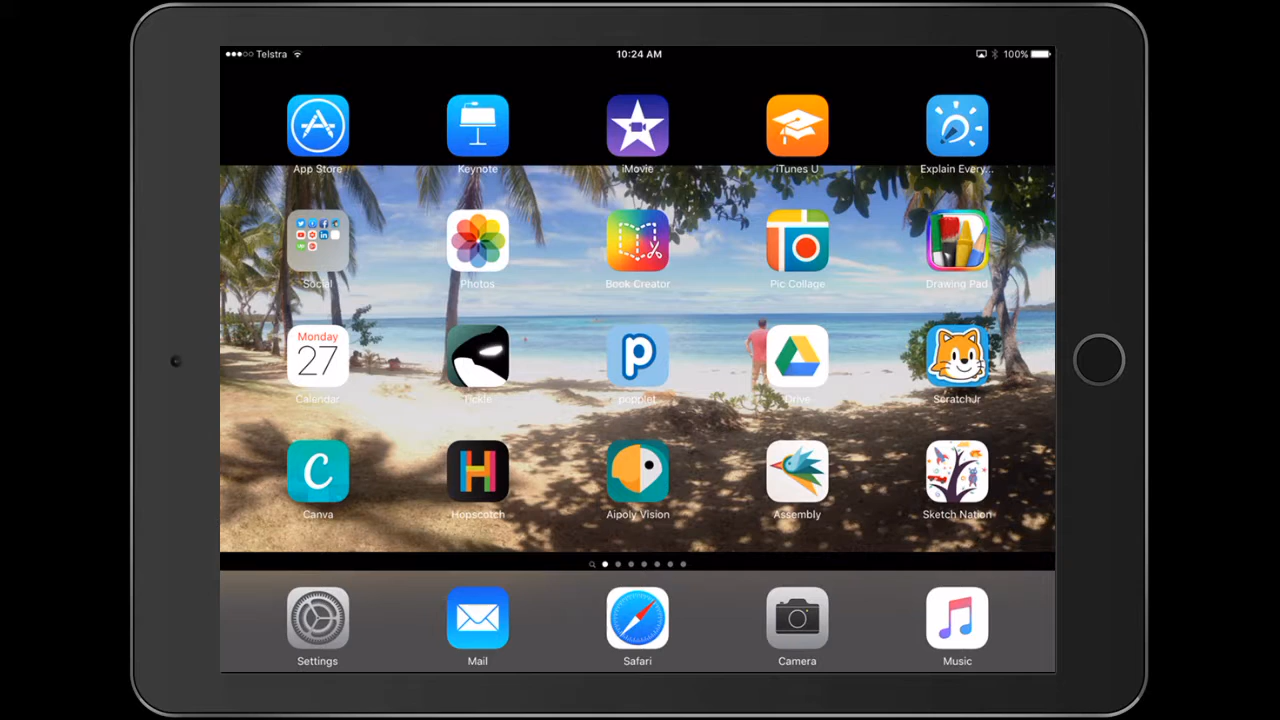 Telstra 10:24 AM 100%
App Store Keynote iMovie iTunes U Explain Every...
Social Photos Book Creator Pic Collage Drawing Pad
Monday
27
p
Calendar Tickle popplet Drive ScratchJr
C H
Canva Hopscotch Aipoly Vision Assembly Sketch Nation
Settings Mail Safari Camera Music